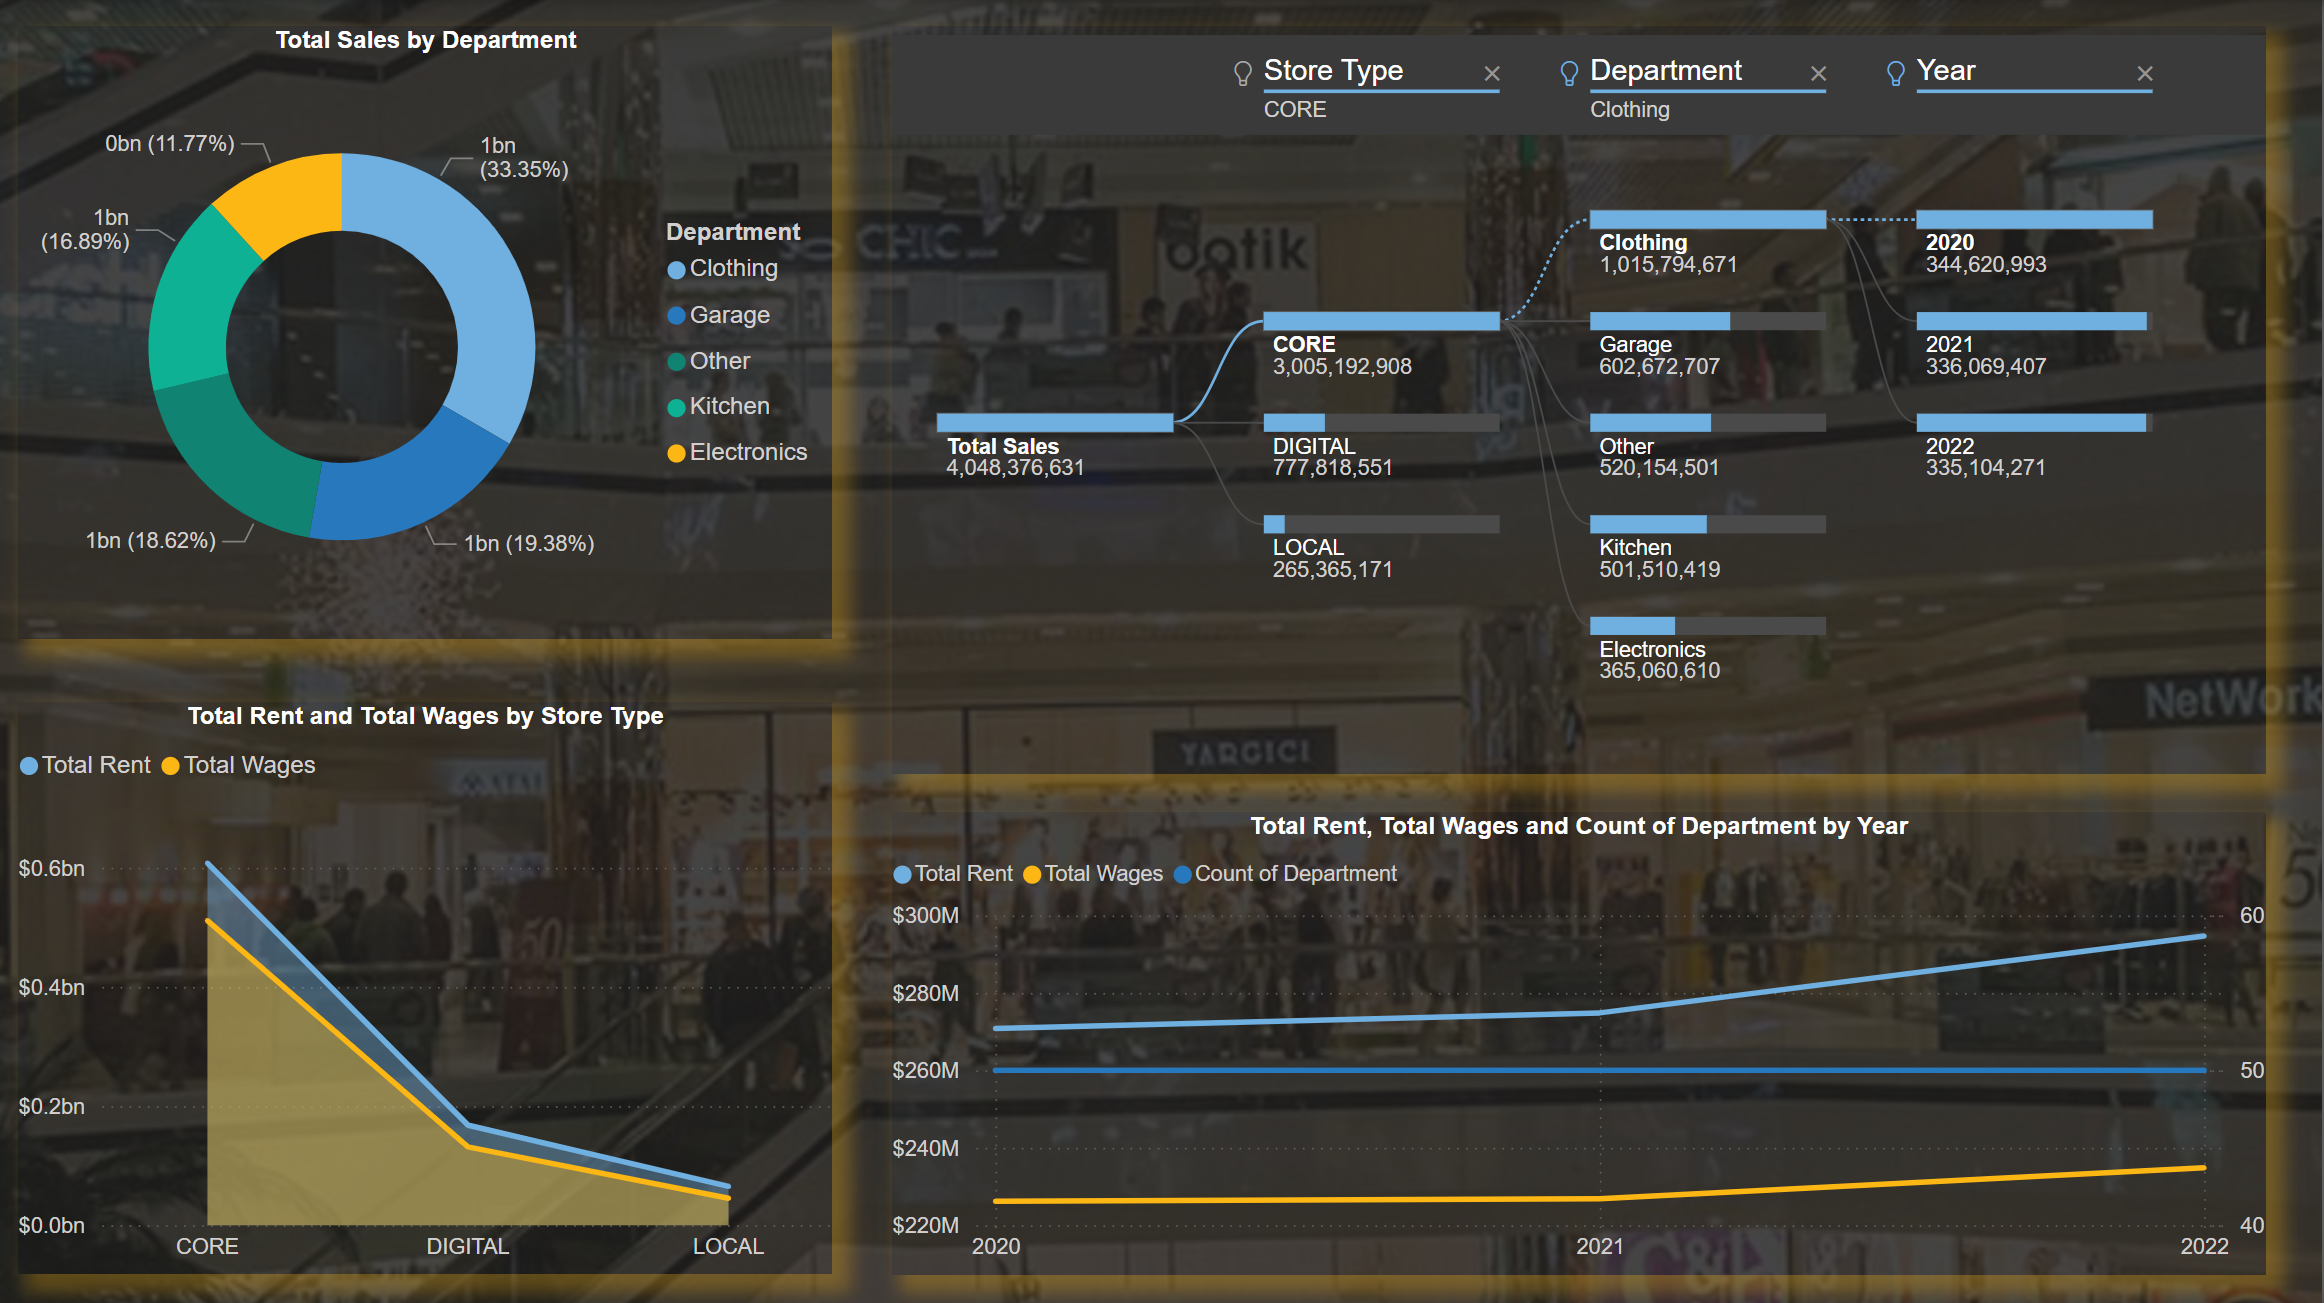 Total Sales by Department
0bn (11.77%)
1bn
(33.35%)
1bn
(16.89%)
1bn (18.62%)
1bn (19.38%)
Department
Clothing
Garage
Other
Kitchen
Electronics
Store Type
CORE
Department
Clothing
Year
Total Sales
4,048,376,631
CORE
3,005,192,908
DIGITAL
777,818,551
LOCAL
265,365,171
Clothing
1,015,794,671
Garage
602,672,707
Other
520,154,501
Kitchen
501,510,419
Electronics
365,060,610
2020
344,620,993
2021
336,069,407
2022
335,104,271
CHIC
batik
YARGICI
NetWork
Total Rent and Total Wages by Store Type
Total Rent Total Wages
$0.6bn
$0.4bn
$0.2bn
$0.0bn
CORE DIGITAL LOCAL
50
Total Rent, Total Wages and Count of Department by Year
Total Rent Total Wages Count of Department
$300M
$280M
$260M
$240M
$220M
60
50
40
2020 2021 2022
C&A